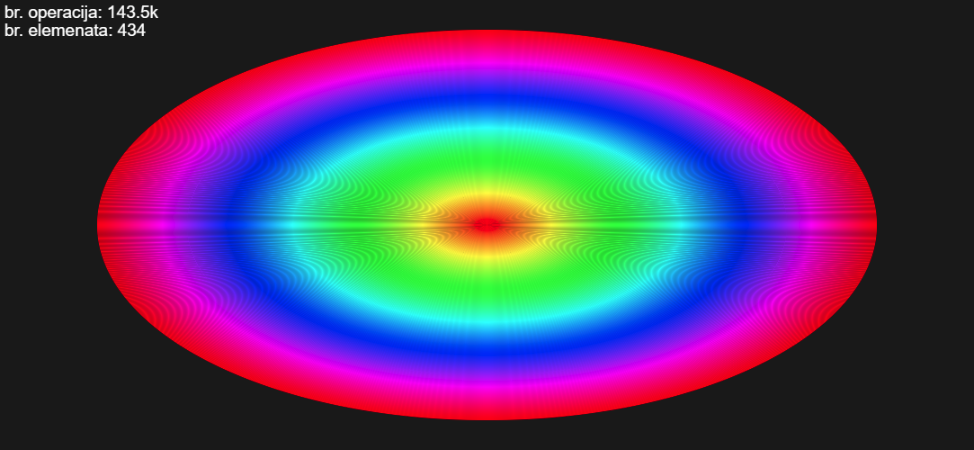 br. operacija: 143.5k
br. elemenata: 434